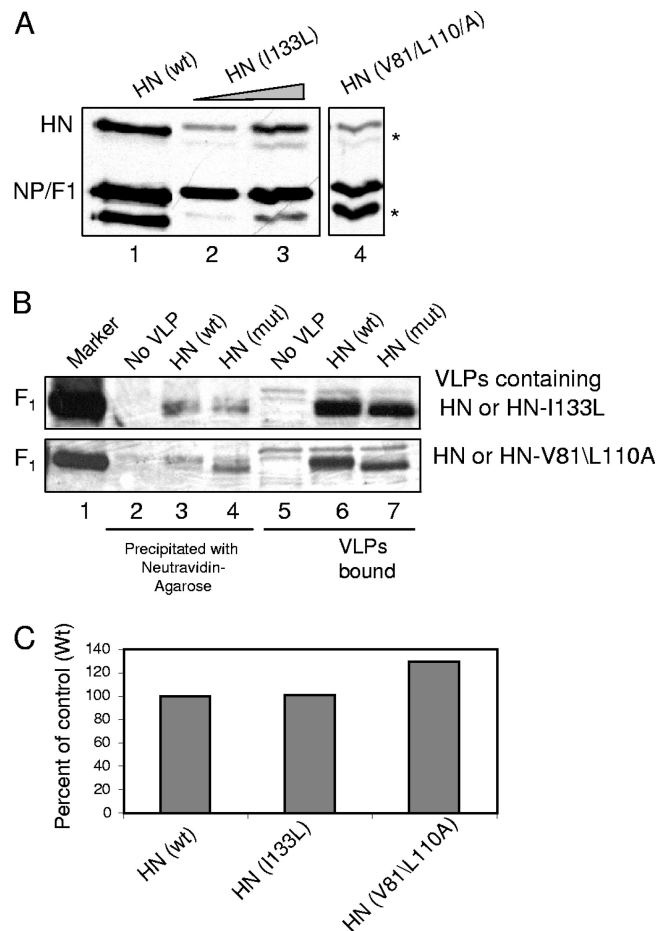 A
HN (wt)
HN (I133L)
HN (V81/L110/A)
HN
*
NP/F1
*
1 2 3 4
B
Marker
No VLP
HN (wt)
HN (mut)
No VLP
HN (wt)
HN (mut)
F1
VLPs containing
HN or HN-I133L
F1
HN or HN-V81\L110A
1 2 3 4 5 6 7
Precipitated with
Neutravidin-
Agarose
VLPs
bound
C
Percent of control (Wt)
140
120
100
80
60
40
20
0
HN (wt)
HN (I133L)
HN (V81\L110A)